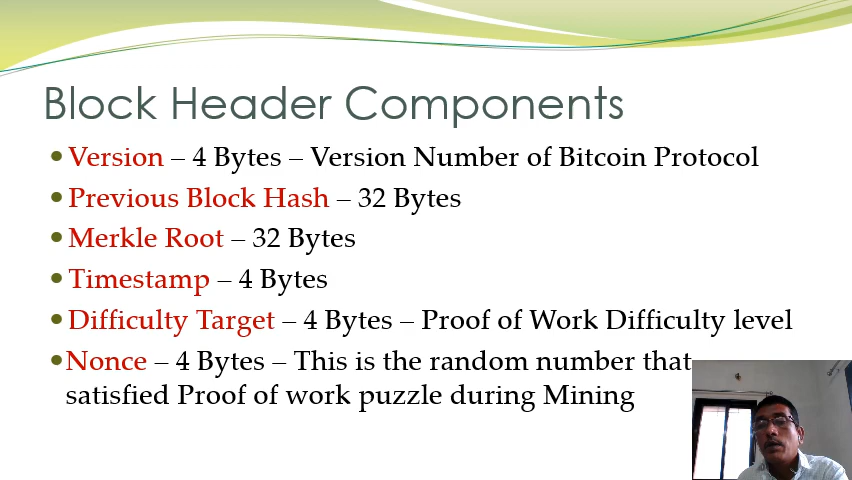 Block Header Components
• Version – 4 Bytes – Version Number of Bitcoin Protocol
• Previous Block Hash – 32 Bytes
• Merkle Root – 32 Bytes
• Timestamp – 4 Bytes
• Difficulty Target – 4 Bytes – Proof of Work Difficulty level
• Nonce – 4 Bytes – This is the random number that
satisfied Proof of work puzzle during Mining